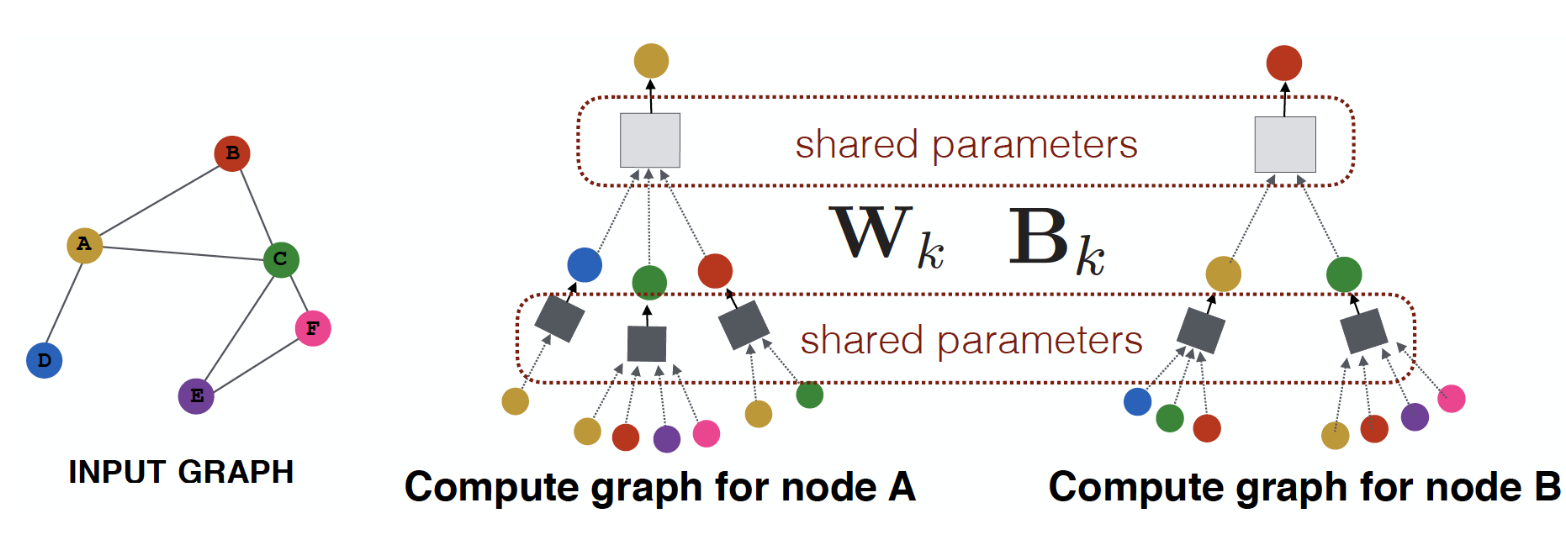 B
A
C
F
D
E
INPUT GRAPH
shared parameters
W_k B_k
shared parameters
Compute graph for node A
Compute graph for node B